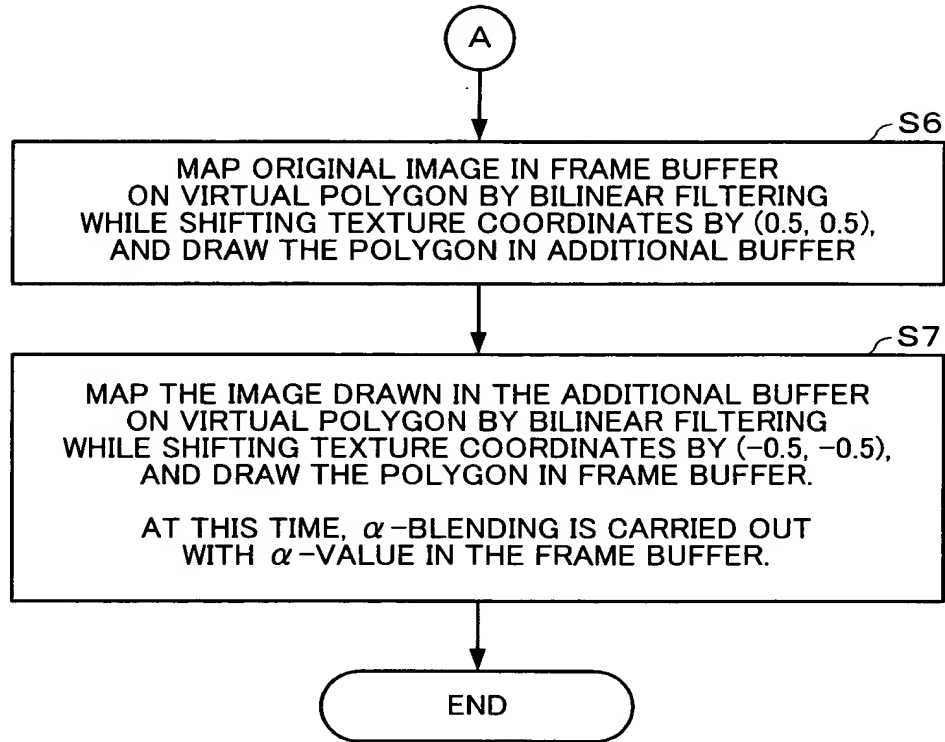 A
S6
MAP ORIGINAL IMAGE IN FRAME BUFFER
ON VIRTUAL POLYGON BY BILINEAR FILTERING
WHILE SHIFTING TEXTURE COORDINATES BY (0.5, 0.5),
AND DRAW THE POLYGON IN ADDITIONAL BUFFER
S7
MAP THE IMAGE DRAWN IN THE ADDITIONAL BUFFER
ON VIRTUAL POLYGON BY BILINEAR FILTERING
WHILE SHIFTING TEXTURE COORDINATES BY (-0.5, -0.5),
AND DRAW THE POLYGON IN FRAME BUFFER.
AT THIS TIME, α-BLENDING IS CARRIED OUT
WITH α-VALUE IN THE FRAME BUFFER.
END